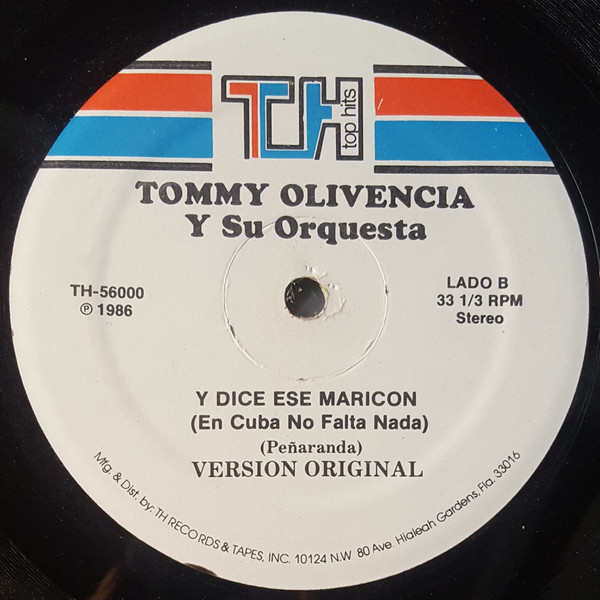 TH top hits
TOMMY OLIVENCIA
Y Su Orquesta
TH-56000
℗ 1986
LADO B
33 1/3 RPM
Stereo
Y DICE ESE MARICON
(En Cuba No Falta Nada)
(Peñaranda)
VERSION ORIGINAL
Mfg. & Dist. by: TH RECORDS & TAPES, INC. 10124 N.W 80 Ave. Hialeah Gardens, Fla. 33016